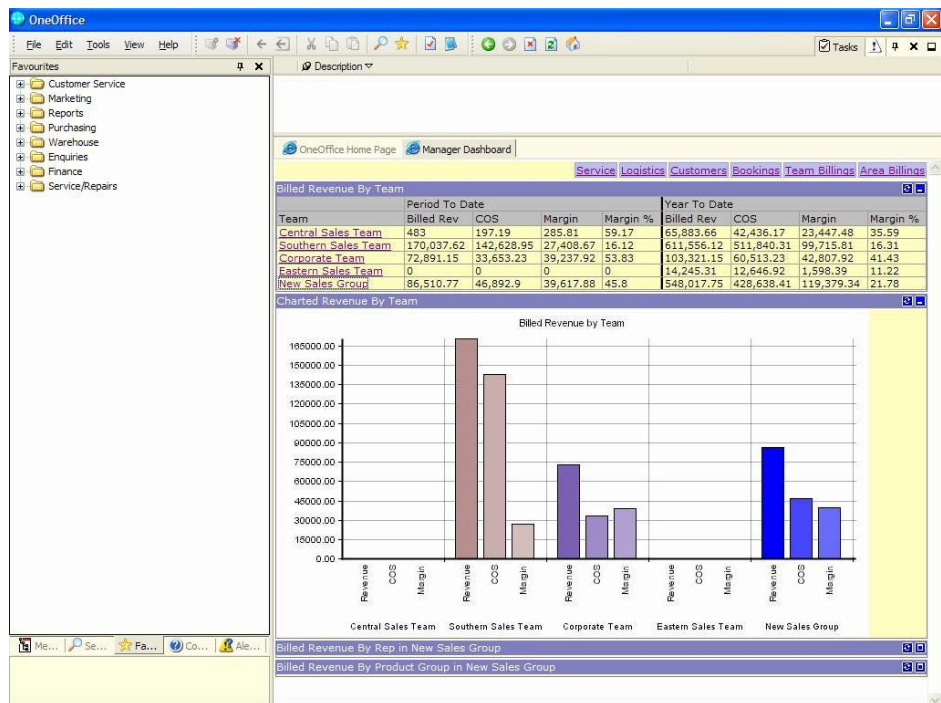 OneOffice
File Edit Tools View Help
Tasks
Favourites
Description
Customer Service
Marketing
Reports
Purchasing
Warehouse
Enquiries
Finance
Service/Repairs
OneOffice Home Page Manager Dashboard
Service Logistics Customers Bookings Team Billings Area Billings
Billed Revenue By Team
Period To Date Year To Date
Team Billed Rev COS Margin Margin % Billed Rev COS Margin Margin %
Central Sales Team 483 197.19 285.81 59.17 65,883.66 42,436.17 23,447.48 35.59
Southern Sales Team 170,037.62 142,628.95 27,408.67 16.12 611,556.12 511,840.31 99,715.81 16.31
Corporate Team 72,891.15 33,653.23 39,237.92 53.83 103,321.15 60,513.23 42,807.92 41.43
Eastern Sales Team 0 0 0 0 14,245.31 12,646.92 1,598.39 11.22
New Sales Group 86,510.77 46,892.9 39,617.88 45.8 548,017.75 428,638.41 119,379.34 21.78
Charted Revenue By Team
Billed Revenue by Team
165000.00
150000.00
135000.00
120000.00
105000.00
90000.00
75000.00
60000.00
45000.00
30000.00
15000.00
0.00
Revenue COS Margin Revenue COS Margin Revenue COS Margin Revenue COS Margin Revenue COS Margin
Central Sales Team Southern Sales Team Corporate Team Eastern Sales Team New Sales Group
Me... Se... Fa... Co... Ale...
Billed Revenue By Rep in New Sales Group
Billed Revenue By Product Group in New Sales Group